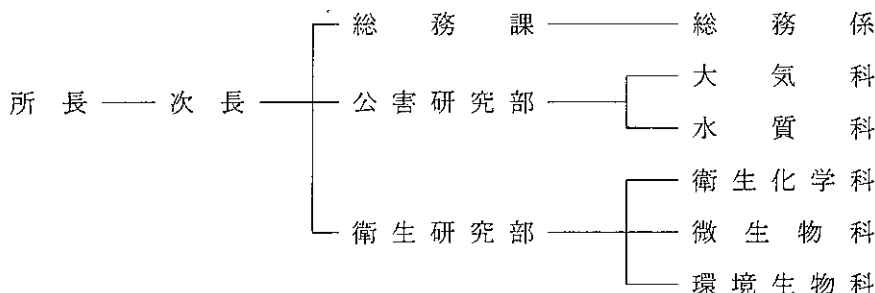 総務課 総務係
大気科
所長 次長 公害研究部
水質科
衛生化学科
衛生研究部 微生物科
環境生物科